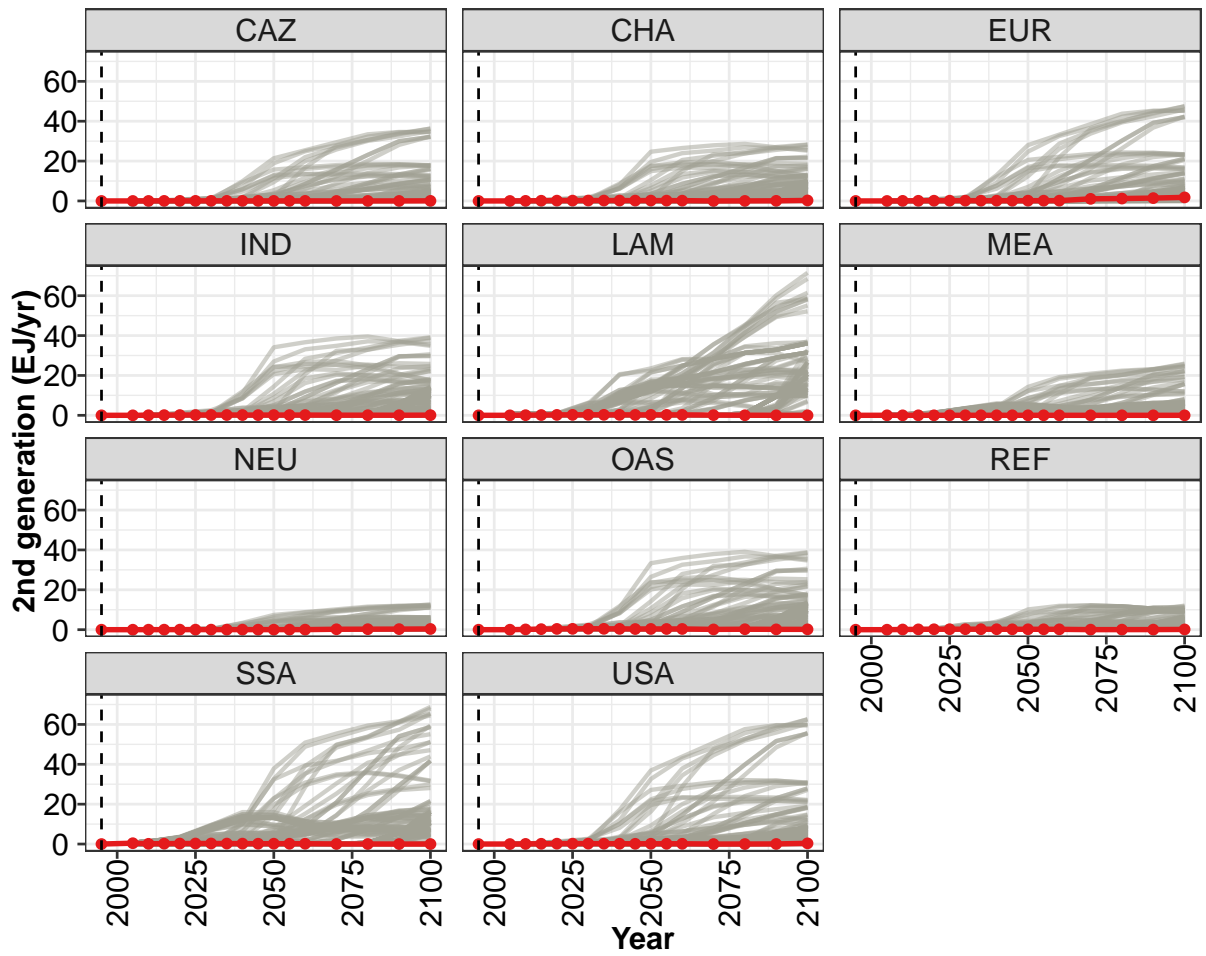 CAZ CHA EUR
60
40
20
0
IND LAM MEA
60
40
20
0
NEU OAS REF
60
40
20
0
2000 2025 2050 2075 2100
SSA USA
60
40
20
0
2000 2025 2050 2075 2100 2000 2025 2050 2075 2100
Year
2nd generation (EJ/yr)